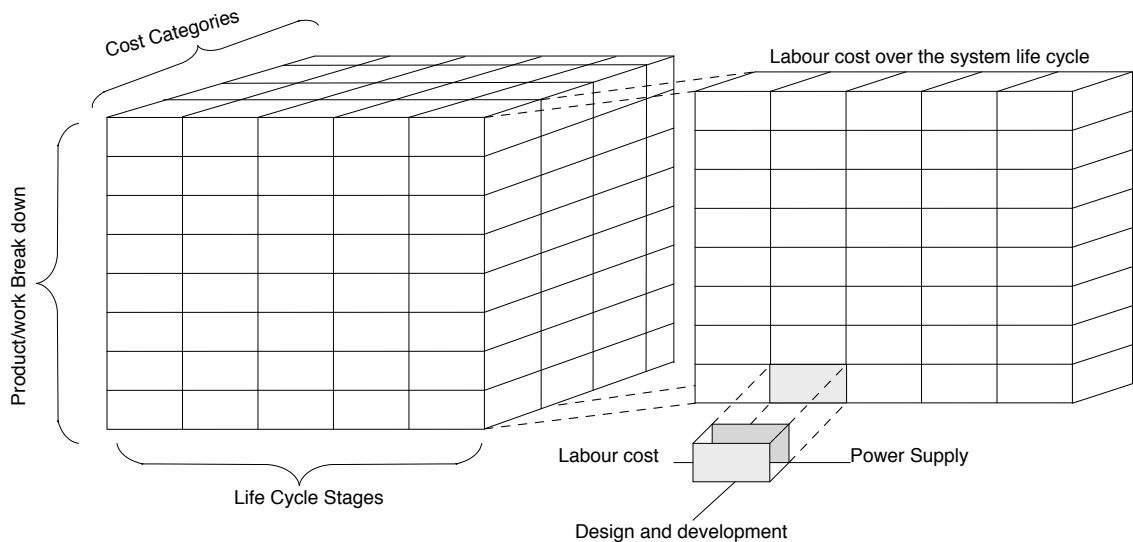 Cost Categories
Labour cost over the system life cycle
Product/work Break down
Labour cost
Power Supply
Life Cycle Stages
Design and development